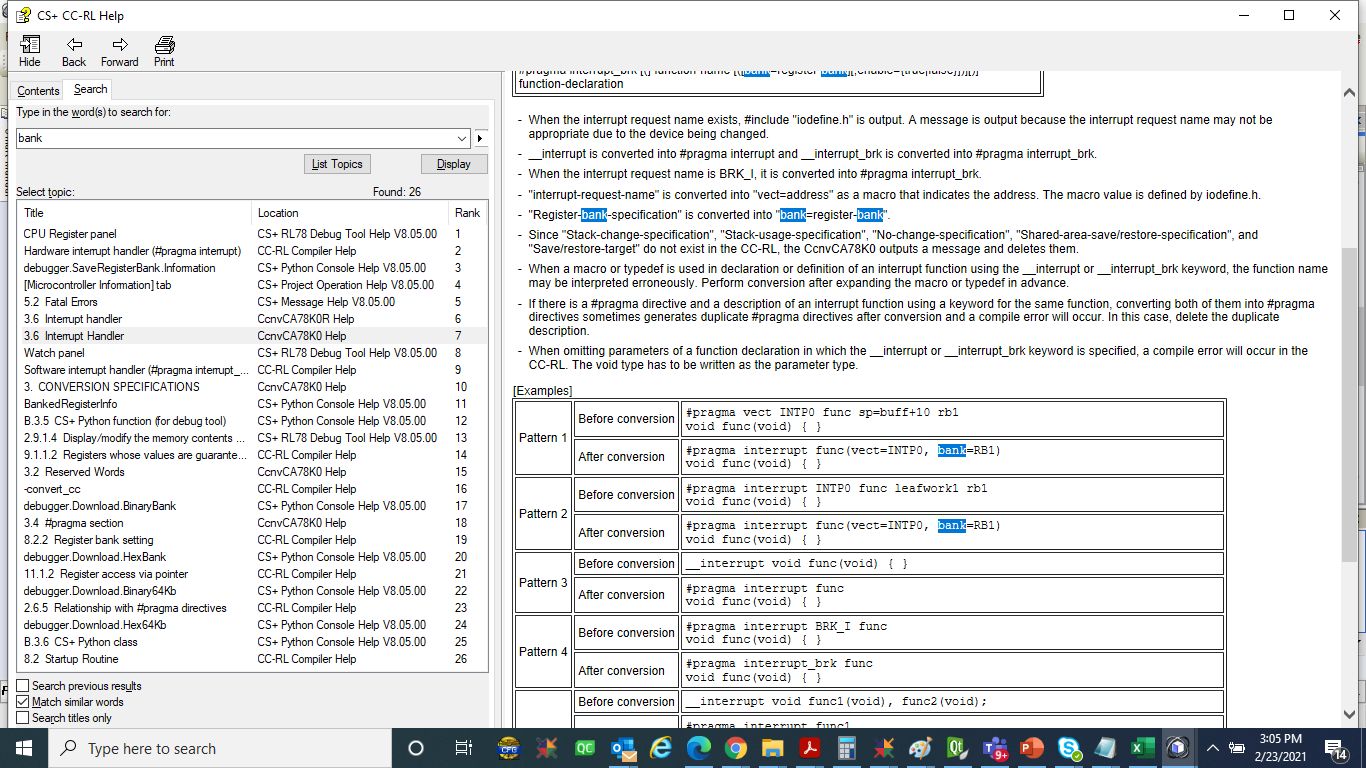 CS+ CC-RL Help
Hide Back Forward Print
Contents Search
Type in the word(s) to search for:
bank
List Topics Display
Select topic: Found: 26
Title Location Rank
CPU Register panel CS+ RL78 Debug Tool Help V8.05.00 1
Hardware interrupt handler (#pragma interrupt) CC-RL Compiler Help 2
debugger.SaveRegisterBank.Information CS+ Python Console Help V8.05.00 3
[Microcontroller Information] tab CS+ Project Operation Help V8.05.00 4
5.2 Fatal Errors CS+ Message Help V8.05.00 5
3.6 Interrupt handler CcnvCA78K0R Help 6
3.6 Interrupt Handler CcnvCA78K0 Help 7
Watch panel CS+ RL78 Debug Tool Help V8.05.00 8
Software interrupt handler (#pragma interrupt_... CC-RL Compiler Help 9
3. CONVERSION SPECIFICATIONS CcnvCA78K0 Help 10
BankedRegisterInfo CS+ Python Console Help V8.05.00 11
B.3.5 CS+ Python function (for debug tool) CS+ Python Console Help V8.05.00 12
2.9.1.4 Display/modify the memory contents ... CS+ RL78 Debug Tool Help V8.05.00 13
9.1.1.2 Registers whose values are guarante... CC-RL Compiler Help 14
3.2 Reserved Words CcnvCA78K0 Help 15
-convert_cc CC-RL Compiler Help 16
debugger.Download.BinaryBank CS+ Python Console Help V8.05.00 17
3.4 #pragma section CcnvCA78K0 Help 18
8.2.2 Register bank setting CC-RL Compiler Help 19
debugger.Download.HexBank CS+ Python Console Help V8.05.00 20
11.1.2 Register access via pointer CC-RL Compiler Help 21
debugger.Download.Binary64Kb CS+ Python Console Help V8.05.00 22
2.6.5 Relationship with #pragma directives CC-RL Compiler Help 23
debugger.Download.Hex64Kb CS+ Python Console Help V8.05.00 24
B.3.6 CS+ Python class CS+ Python Console Help V8.05.00 25
8.2 Startup Routine CC-RL Compiler Help 26
Search previous results
Match similar words
Search titles only
#pragma interrupt_brk [(] function-name [([bank=register-bank][,enable={true|false}])][)]
function-declaration
- When the interrupt request name exists, #include "iodefine.h" is output. A message is output because the interrupt request name may not be
appropriate due to the device being changed.
- __interrupt is converted into #pragma interrupt and __interrupt_brk is converted into #pragma interrupt_brk.
- When the interrupt request name is BRK_I, it is converted into #pragma interrupt_brk.
- "interrupt-request-name" is converted into "vect=address" as a macro that indicates the address. The macro value is defined by iodefine.h.
- "Register-bank-specification" is converted into "bank=register-bank".
- Since "Stack-change-specification", "Stack-usage-specification", "No-change-specification", "Shared-area-save/restore-specification", and
"Save/restore-target" do not exist in the CC-RL, the CcnvCA78K0 outputs a message and deletes them.
- When a macro or typedef is used in declaration or definition of an interrupt function using the __interrupt or __interrupt_brk keyword, the function name
may be interpreted erroneously. Perform conversion after expanding the macro or typedef in advance.
- If there is a #pragma directive and a description of an interrupt function using a keyword for the same function, converting both of them into #pragma
directives sometimes generates duplicate #pragma directives after conversion and a compile error will occur. In this case, delete the duplicate
description.
- When omitting parameters of a function declaration in which the __interrupt or __interrupt_brk keyword is specified, a compile error will occur in the
CC-RL. The void type has to be written as the parameter type.
[Examples]
Pattern 1
Before conversion
#pragma vect INTP0 func sp=buff+10 rb1
void func(void) { }
After conversion
#pragma interrupt func(vect=INTP0, bank=RB1)
void func(void) { }
Pattern 2
Before conversion
#pragma interrupt INTP0 func leafwork1 rb1
void func(void) { }
After conversion
#pragma interrupt func(vect=INTP0, bank=RB1)
void func(void) { }
Pattern 3
Before conversion
__interrupt void func(void) { }
After conversion
#pragma interrupt func
void func(void) { }
Pattern 4
Before conversion
#pragma interrupt BRK_I func
void func(void) { }
After conversion
#pragma interrupt_brk func
void func(void) { }
Before conversion
__interrupt void func1(void), func2(void);
#pragma interrupt func1
Type here to search
CFG
QC
Qt
9+
3:05 PM
2/23/2021
14